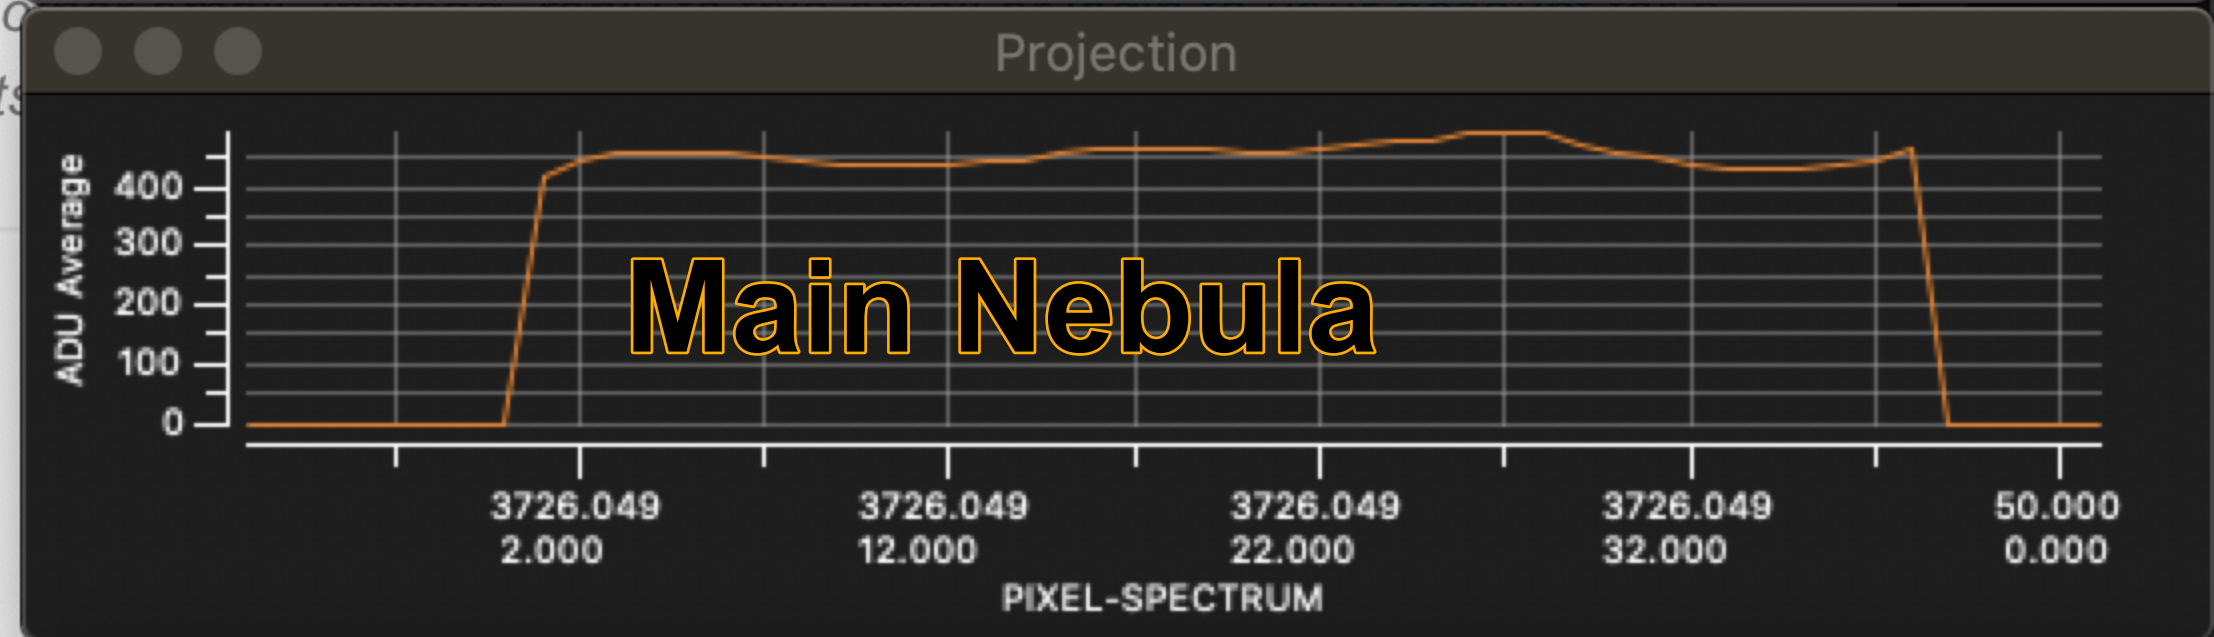 Projection
ADU Average
400
300
200
100
0
Main Nebula
3726.049 3726.049 3726.049 3726.049 50.000
2.000 12.000 22.000 32.000 0.000
PIXEL-SPECTRUM